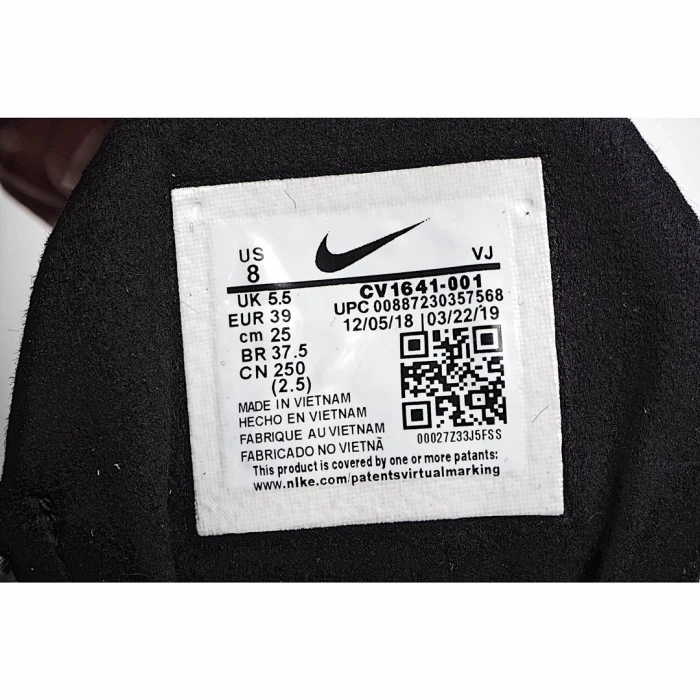 US
8
VJ
UK 5.5
EUR 39
cm 25
BR 37.5
CN 250
(2.5)
CV1641-001
UPC 00887230357568
12/05/18 | 03/22/19
00027Z33J5FSS
MADE IN VIETNAM
HECHO EN VIETNAM
FABRIQUE AU VIETNAM
FABRICADO NO VIETNÃ
This product is covered by one or more patents:
www.nike.com/patentsvirtualmarking